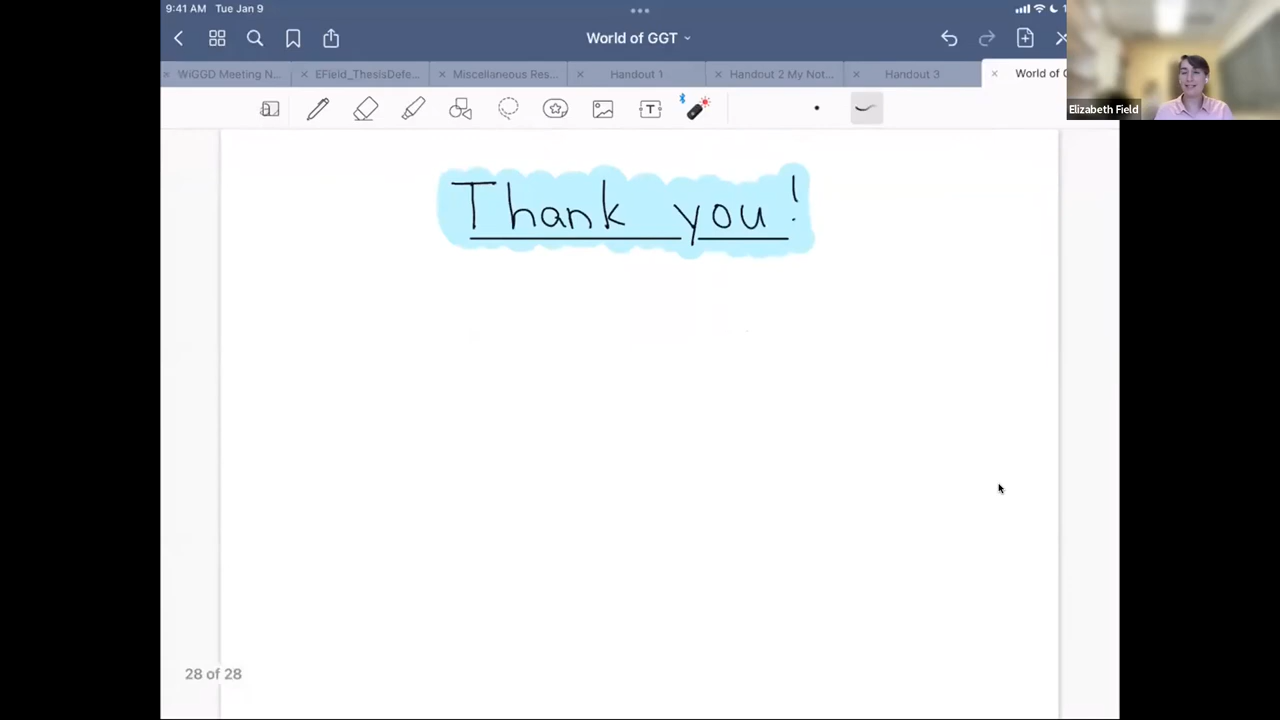 9:41 AM Tue Jan 9
World of GGT
WiGGD Meeting N...
EField_ThesisDefe...
Miscellaneous Res...
Handout 1
Handout 2 My Not...
Handout 3
World of
Elizabeth Field
Thank you!
28 of 28